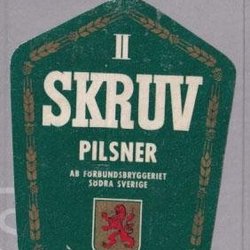 II
SKRUV
PILSNER
AB FÖRBUNDSBRYGGERIET
SÖDRA SVERIGE